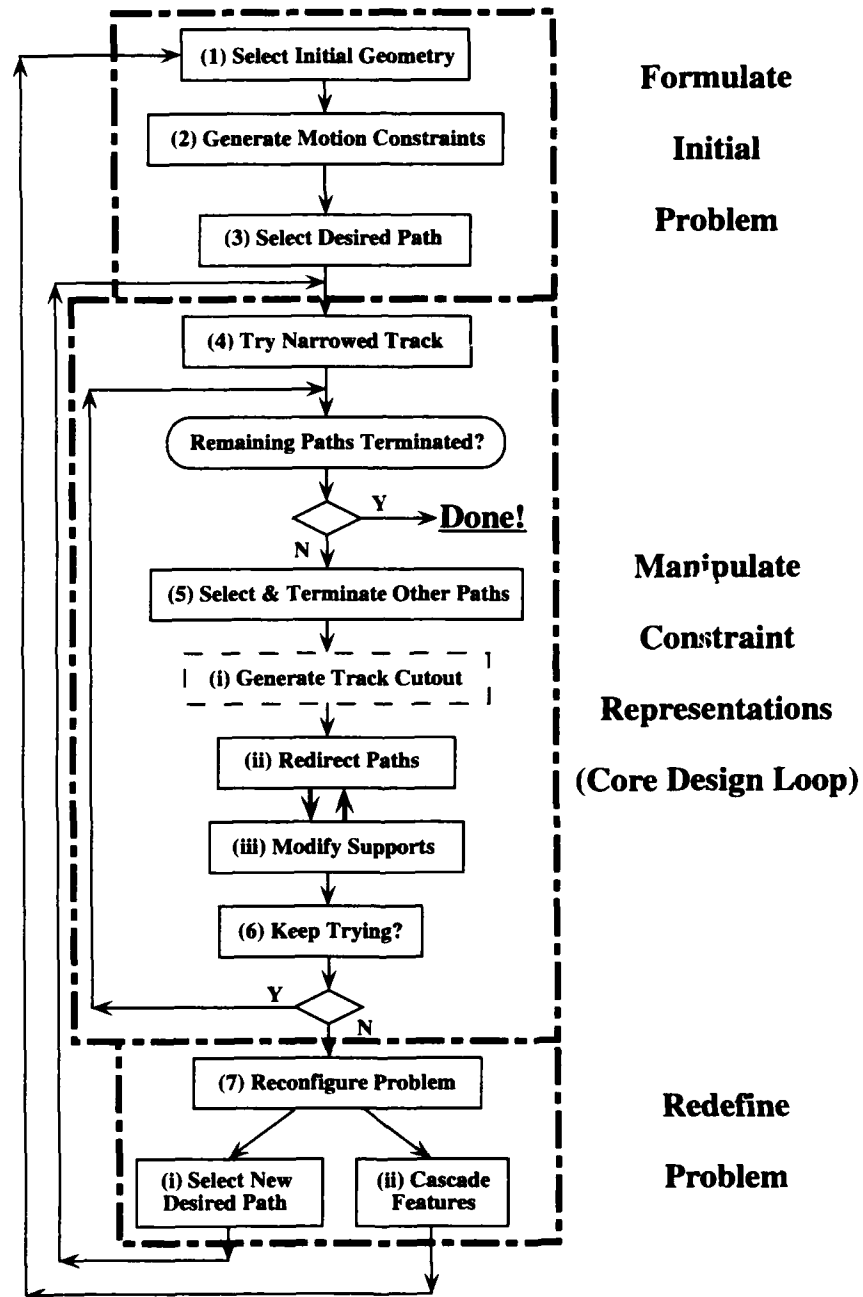 (1) Select Initial Geometry
Formulate
Initial
Problem
(2) Generate Motion Constraints
(3) Select Desired Path
(4) Try Narrowed Track
Remaining Paths Terminated?
Y
Done!
N
(5) Select & Terminate Other Paths
Manipulate
Constraint
Representations
(Core Design Loop)
(i) Generate Track Cutout
(ii) Redirect Paths
(iii) Modify Supports
(6) Keep Trying?
Y
N
(7) Reconfigure Problem
Redefine
Problem
(i) Select New
Desired Path
(ii) Cascade
Features